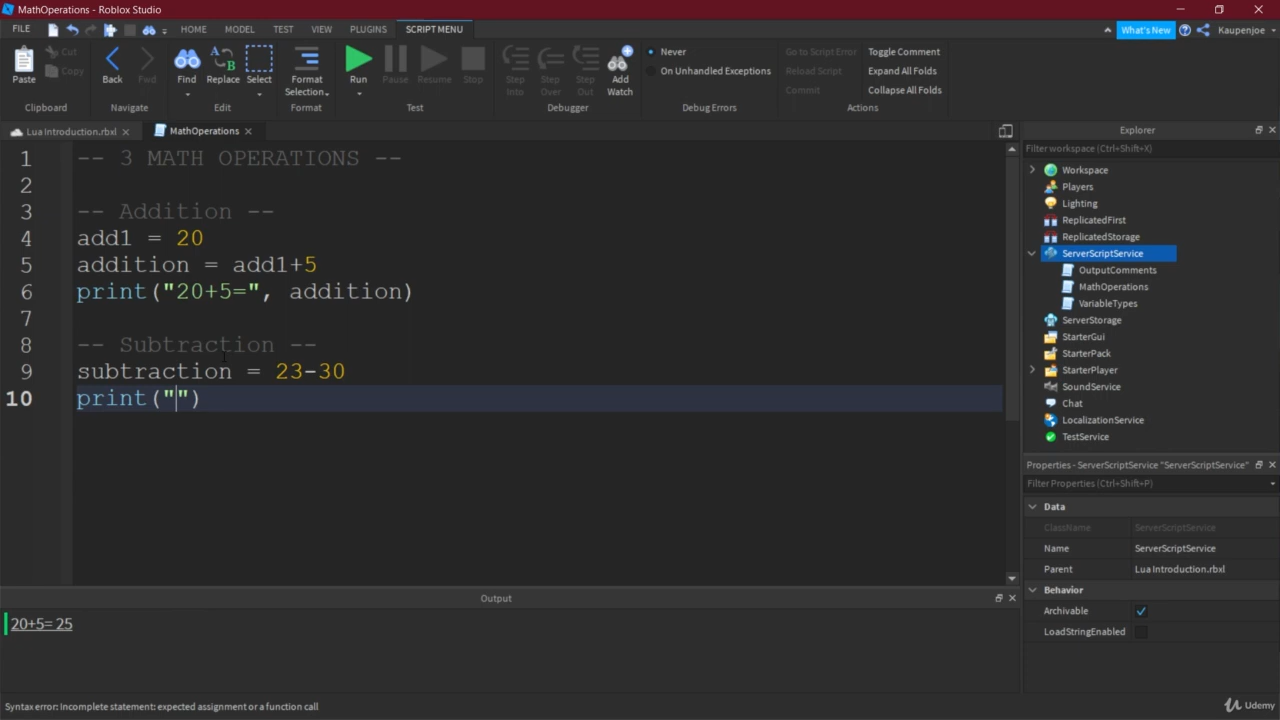 MathOperations - Roblox Studio
FILE HOME MODEL TEST VIEW PLUGINS SCRIPT MENU What's New Kaupenjoe
Paste Cut Copy Back Fwd Find Replace Select Format Selection Run Pause Resume Stop Step Into Step Over Step Out Add Watch Never On Unhandled Exceptions Go to Script Error Reload Script Commit Toggle Comment Expand All Folds Collapse All Folds
Clipboard Navigate Edit Format Test Debugger Debug Errors Actions
Lua Introduction.rbxl MathOperations
1 -- 3 MATH OPERATIONS --
2
3 -- Addition --
4 add1 = 20
5 addition = add1+5
6 print("20+5=", addition)
7
8 -- Subtraction --
9 subtraction = 23-30
10 print("")
Explorer
Filter workspace (Ctrl+Shift+X)
Workspace
Players
Lighting
ReplicatedFirst
ReplicatedStorage
ServerScriptService
OutputComments
MathOperations
VariableTypes
ServerStorage
StarterGui
StarterPack
StarterPlayer
SoundService
Chat
LocalizationService
TestService
Properties - ServerScriptService "ServerScriptService"
Filter Properties (Ctrl+Shift+P)
Data
ClassName ServerScriptService
Name ServerScriptService
Parent Lua Introduction.rbxl
Behavior
Archivable
LoadStringEnabled
Output
20+5= 25
Syntax error: Incomplete statement: expected assignment or a function call
Udemy